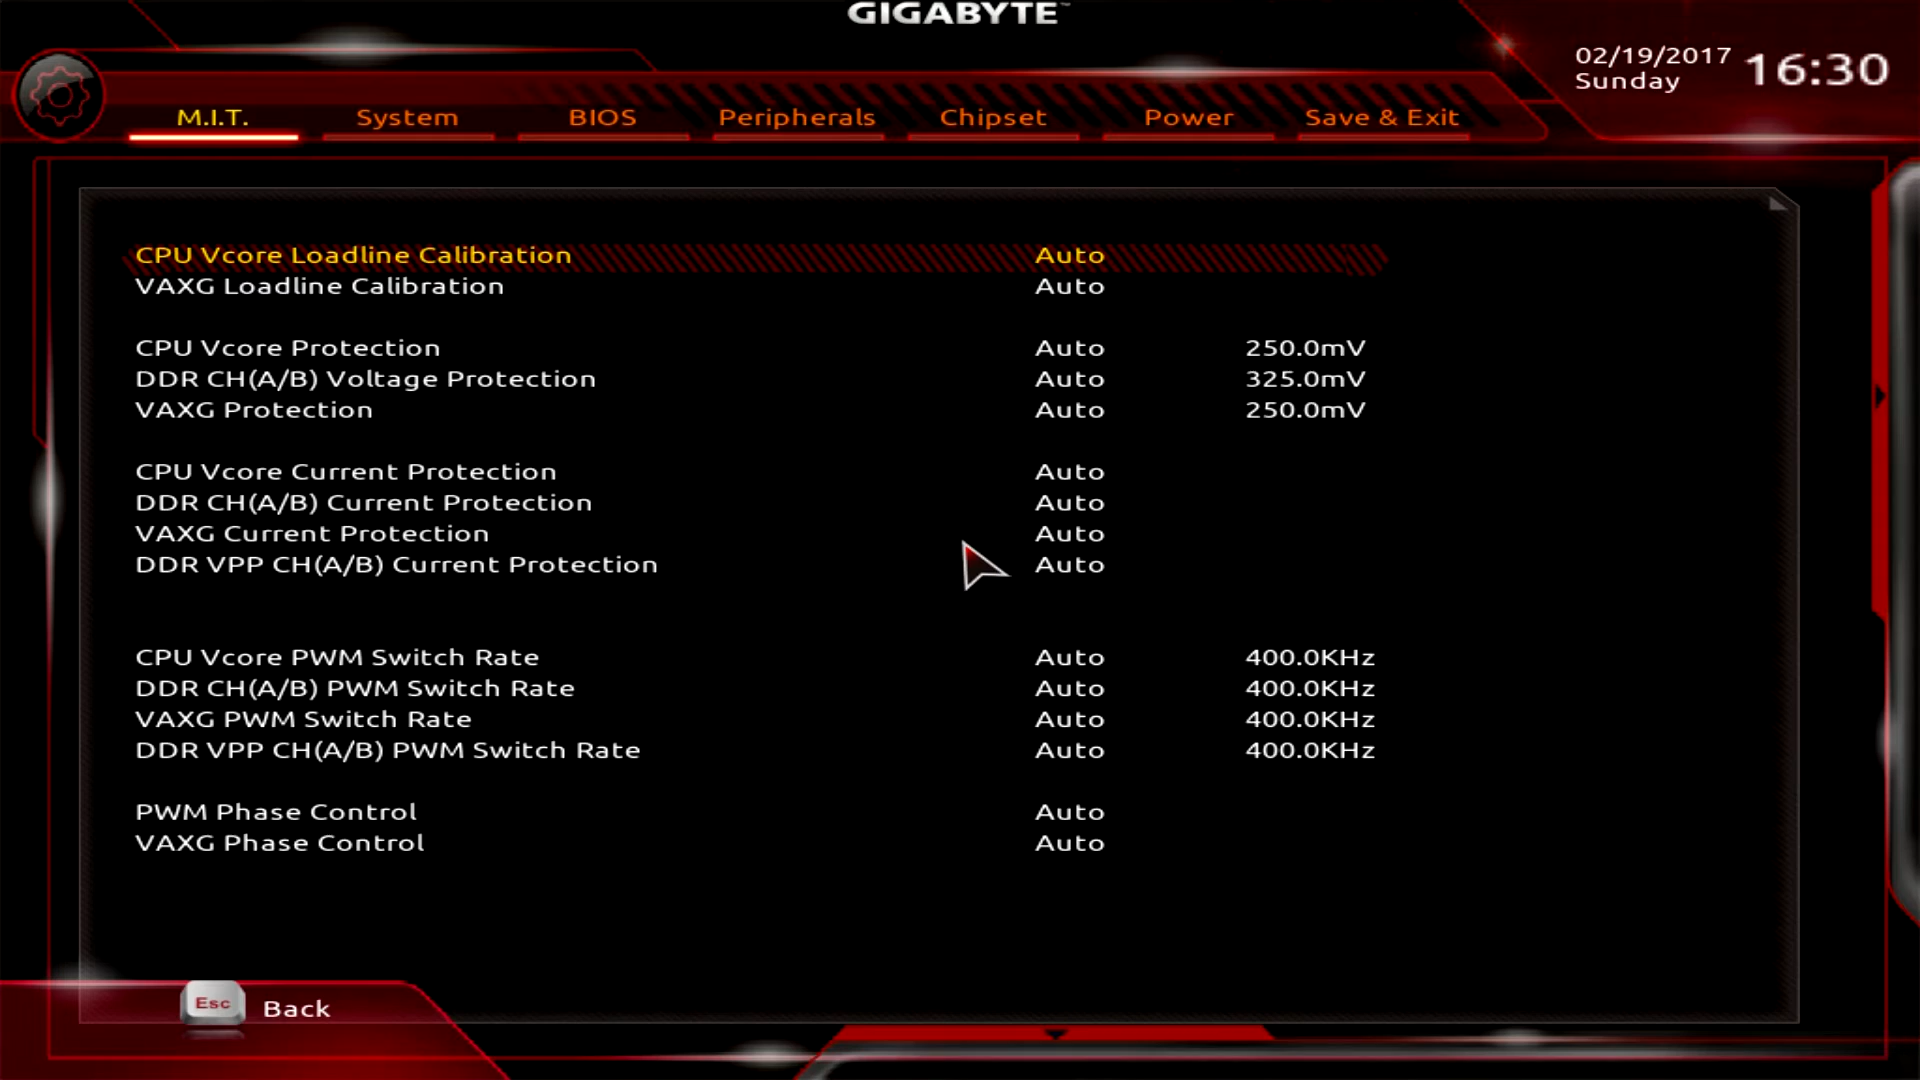 GIGABYTE™
02/19/2017 16:30
Sunday
M.I.T. System BIOS Peripherals Chipset Power Save & Exit
CPU Vcore Loadline Calibration Auto
VAXG Loadline Calibration Auto
CPU Vcore Protection Auto 250.0mV
DDR CH(A/B) Voltage Protection Auto 325.0mV
VAXG Protection Auto 250.0mV
CPU Vcore Current Protection Auto
DDR CH(A/B) Current Protection Auto
VAXG Current Protection Auto
DDR VPP CH(A/B) Current Protection Auto
CPU Vcore PWM Switch Rate Auto 400.0KHz
DDR CH(A/B) PWM Switch Rate Auto 400.0KHz
VAXG PWM Switch Rate Auto 400.0KHz
DDR VPP CH(A/B) PWM Switch Rate Auto 400.0KHz
PWM Phase Control Auto
VAXG Phase Control Auto
Esc Back